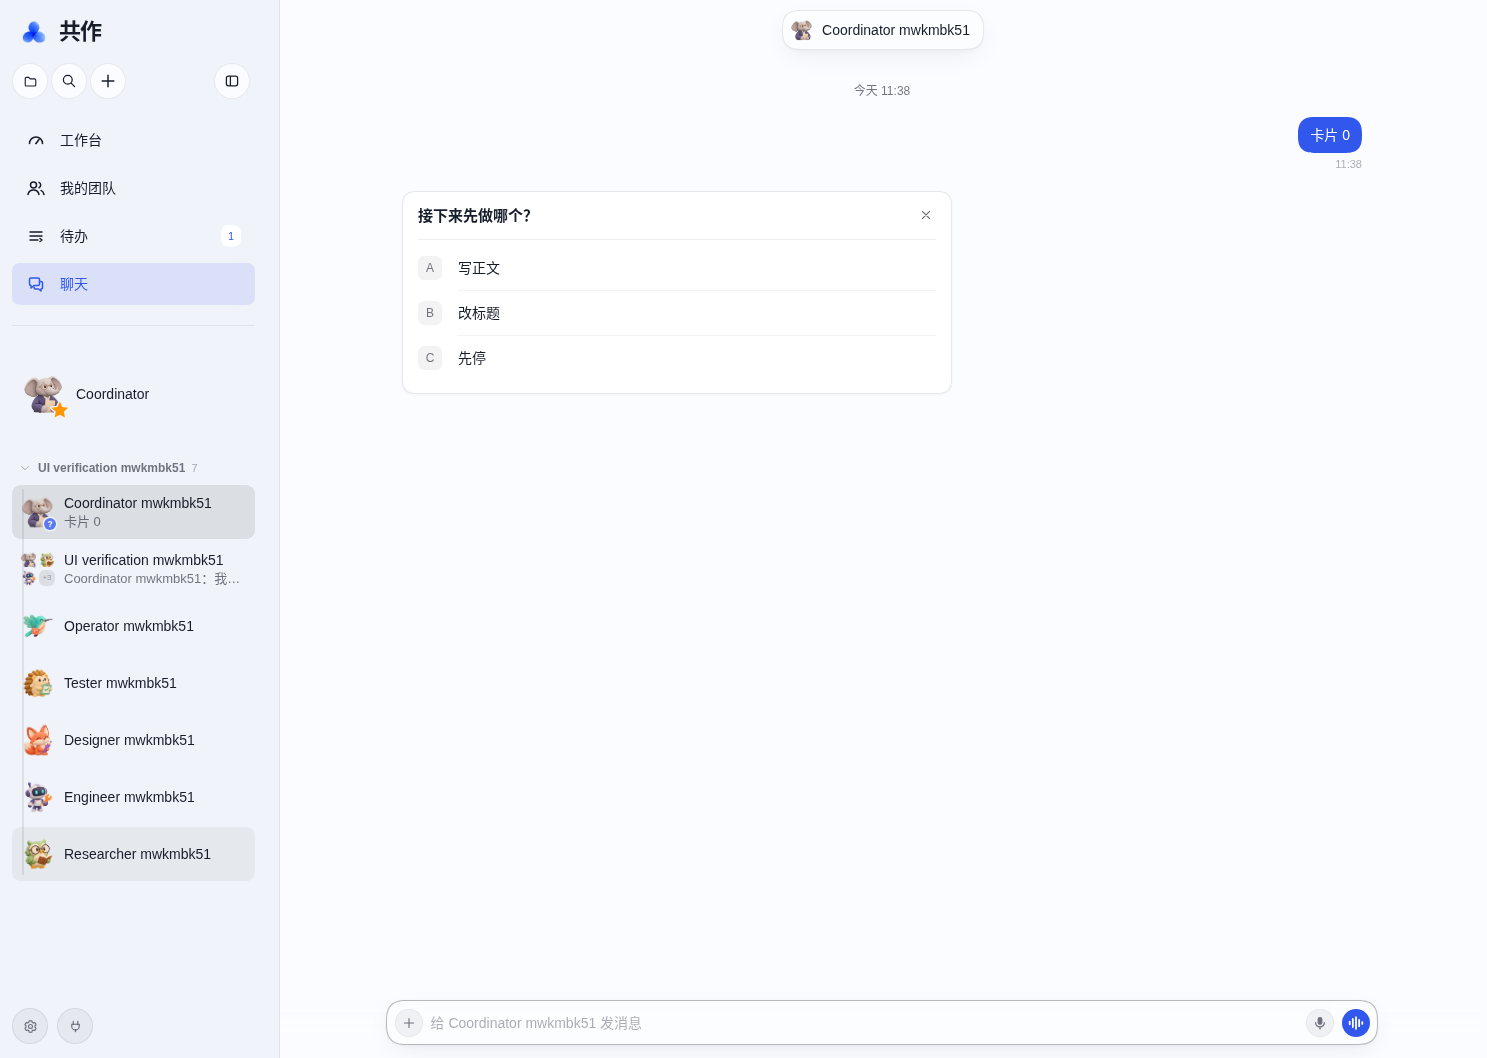 共作
工作台
我的团队
待办
1
聊天
Coordinator
UI verification mwkmbk51 7
Coordinator mwkmbk51
卡片 0
?
UI verification mwkmbk51
Coordinator mwkmbk51：我…
+3
Operator mwkmbk51
Tester mwkmbk51
Designer mwkmbk51
Engineer mwkmbk51
Researcher mwkmbk51
Coordinator mwkmbk51
今天 11:38
卡片 0
11:38
接下来先做哪个？
A 写正文
B 改标题
C 先停
给 Coordinator mwkmbk51 发消息